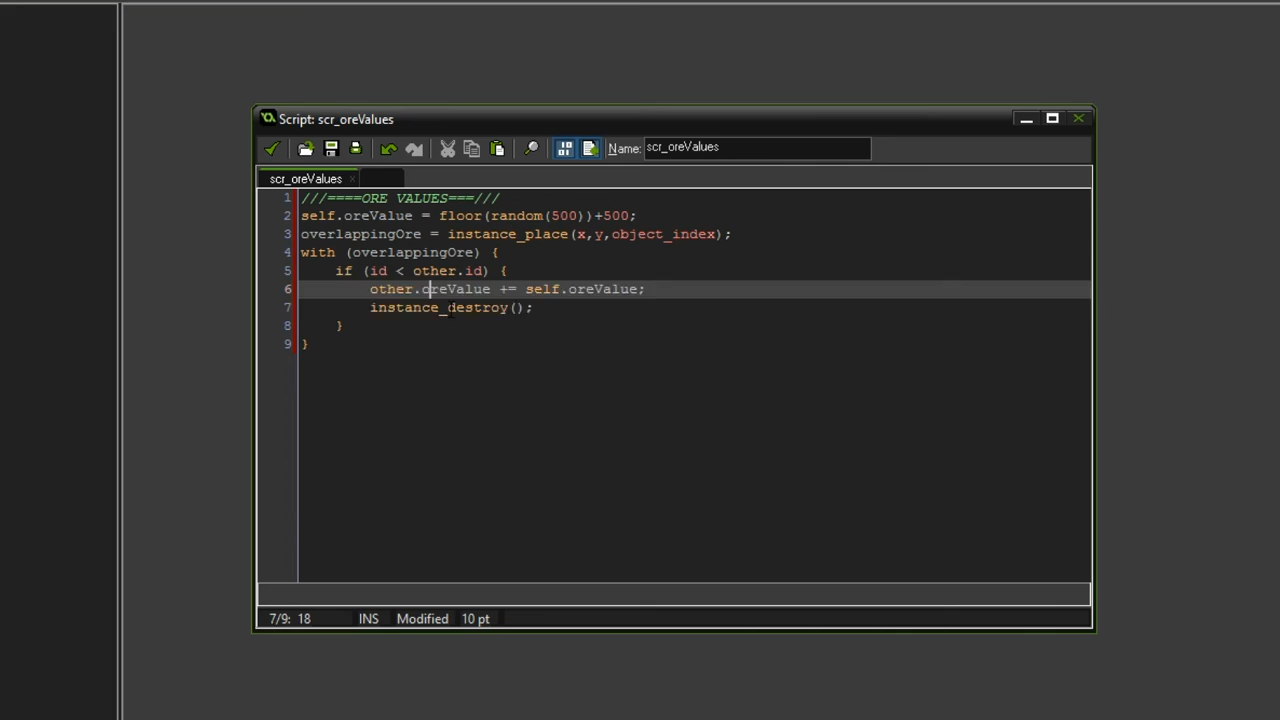 Script: scr_oreValues
Name: scr_oreValues
scr_oreValues
1 ///====ORE VALUES===///
2 self.oreValue = floor(random(500))+500;
3 overlappingOre = instance_place(x,y,object_index);
4 with (overlappingOre) {
5 if (id < other.id) {
6 other.oreValue += self.oreValue;
7 instance_destroy();
8 }
9 }
7/9: 18 INS Modified 10 pt